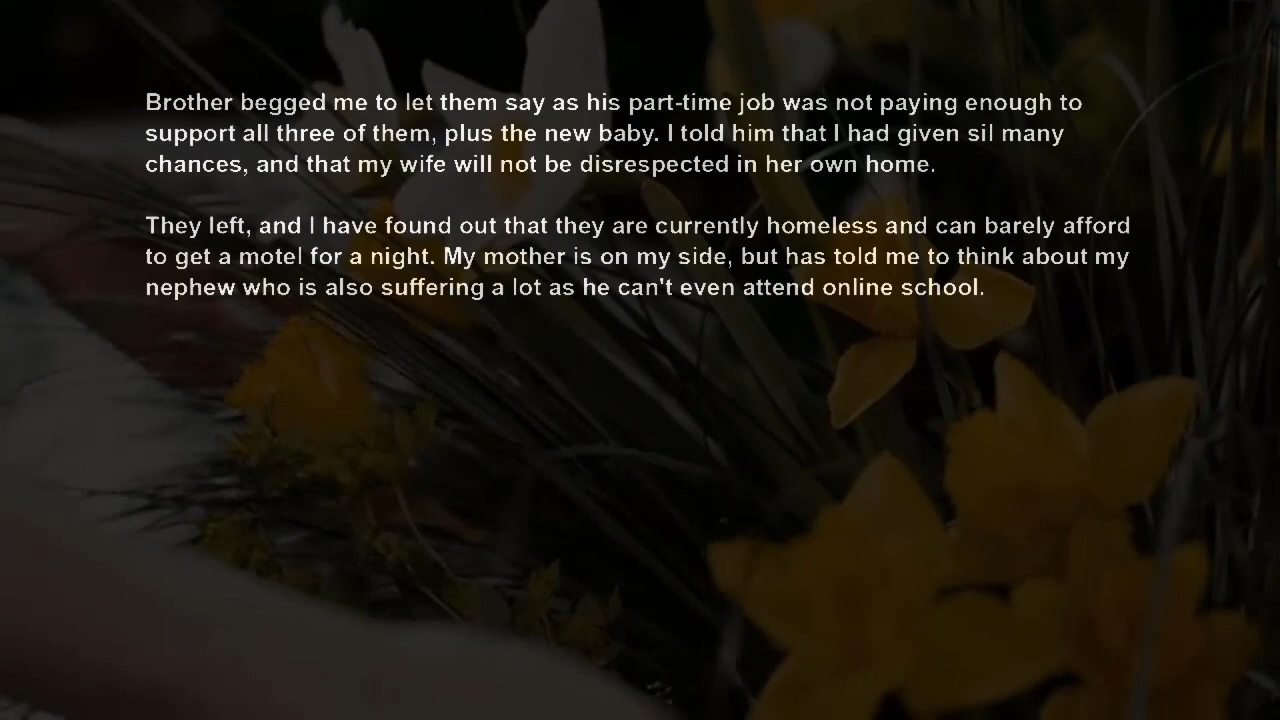 Brother begged me to let them say as his part-time job was not paying enough to
support all three of them, plus the new baby. I told him that I had given sil many
chances, and that my wife will not be disrespected in her own home.
They left, and I have found out that they are currently homeless and can barely afford
to get a motel for a night. My mother is on my side, but has told me to think about my
nephew who is also suffering a lot as he can't even attend online school.